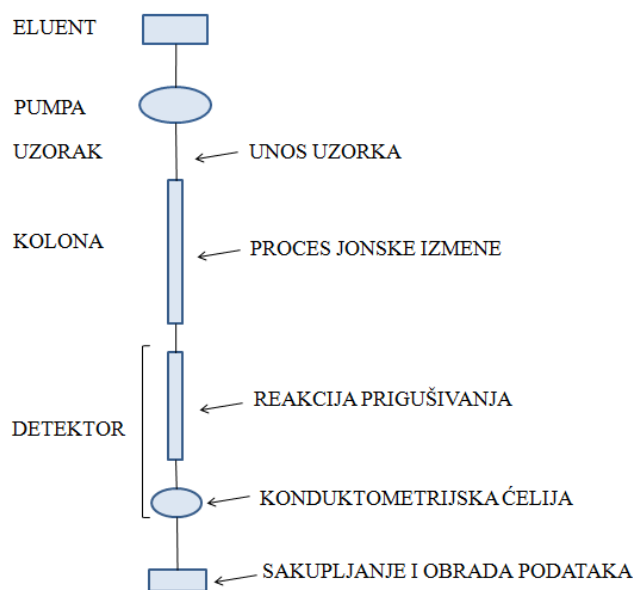 ELUENT
PUMPA
UZORAK
UNOS UZORKA
KOLONA
PROCES JONSKE IZMENE
REAKCIJA PRIGUŠIVANJA
DETEKTOR
KONDUKTOMETRIJSKA ĆELIJA
SAKUPLJANJE I OBRADA PODATAKA